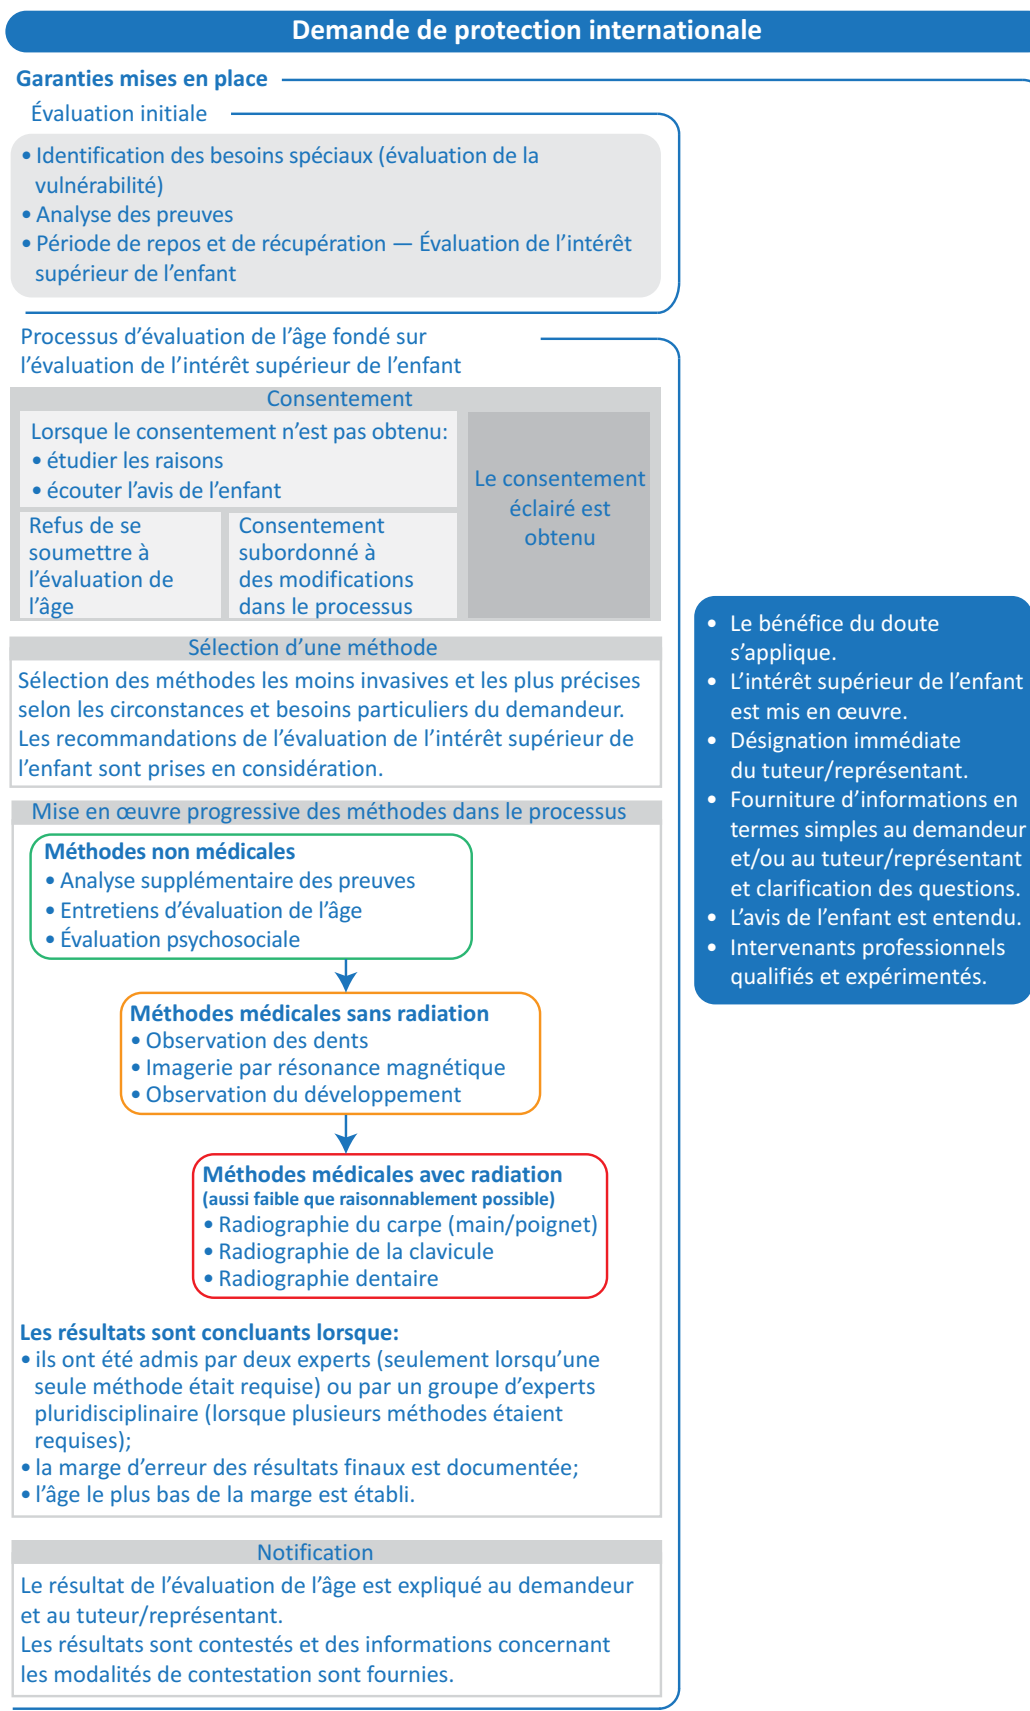 Demande de protection internationale
Garanties mises en place
Évaluation initiale
• Identification des besoins spéciaux (évaluation de la
vulnérabilité)
• Analyse des preuves
• Période de repos et de récupération — Évaluation de l’intérêt
supérieur de l’enfant
Processus d’évaluation de l’âge fondé sur
l’évaluation de l’intérêt supérieur de l’enfant
Consentement
Lorsque le consentement n’est pas obtenu:
• étudier les raisons
• écouter l’avis de l’enfant
Refus de se
soumettre à
l’évaluation de
l’âge
Consentement
subordonné à
des modifications
dans le processus
Le consentement
éclairé est
obtenu
Sélection d’une méthode
Sélection des méthodes les moins invasives et les plus précises
selon les circonstances et besoins particuliers du demandeur.
Les recommandations de l’évaluation de l’intérêt supérieur de
l’enfant sont prises en considération.
Mise en œuvre progressive des méthodes dans le processus
Méthodes non médicales
• Analyse supplémentaire des preuves
• Entretiens d’évaluation de l’âge
• Évaluation psychosociale
Méthodes médicales sans radiation
• Observation des dents
• Imagerie par résonance magnétique
• Observation du développement
Méthodes médicales avec radiation
(aussi faible que raisonnablement possible)
• Radiographie du carpe (main/poignet)
• Radiographie de la clavicule
• Radiographie dentaire
Les résultats sont concluants lorsque:
• ils ont été admis par deux experts (seulement lorsqu’une
seule méthode était requise) ou par un groupe d’experts
pluridisciplinaire (lorsque plusieurs méthodes étaient
requises);
• la marge d’erreur des résultats finaux est documentée;
• l’âge le plus bas de la marge est établi.
Notification
Le résultat de l’évaluation de l’âge est expliqué au demandeur
et au tuteur/représentant.
Les résultats sont contestés et des informations concernant
les modalités de contestation sont fournies.
• Le bénéfice du doute
s’applique.
• L’intérêt supérieur de l’enfant
est mis en œuvre.
• Désignation immédiate
du tuteur/représentant.
• Fourniture d’informations en
termes simples au demandeur
et/ou au tuteur/représentant
et clarification des questions.
• L’avis de l’enfant est entendu.
• Intervenants professionnels
qualifiés et expérimentés.